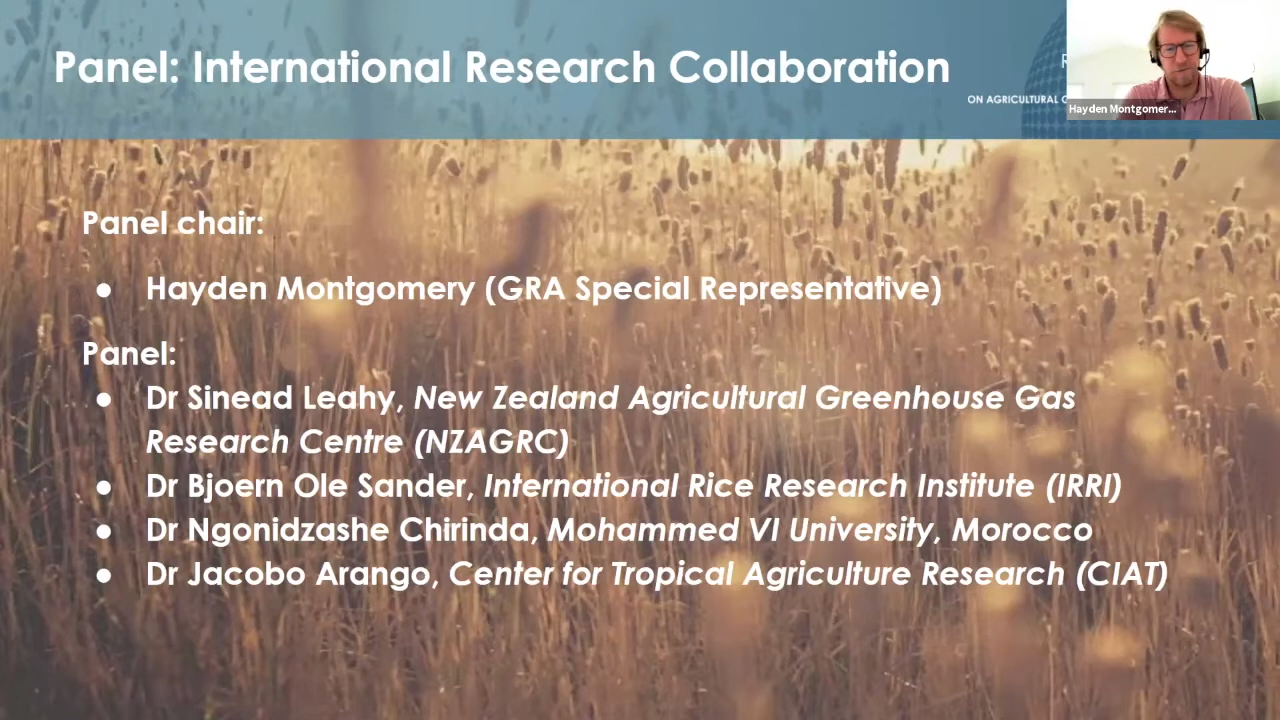 Panel: International Research Collaboration
ON AGRICULTURAL
Hayden Montgomer...
Panel chair:
● Hayden Montgomery (GRA Special Representative)
Panel:
● Dr Sinead Leahy, New Zealand Agricultural Greenhouse Gas
Research Centre (NZAGRC)
● Dr Bjoern Ole Sander, International Rice Research Institute (IRRI)
● Dr Ngonidzashe Chirinda, Mohammed VI University, Morocco
● Dr Jacobo Arango, Center for Tropical Agriculture Research (CIAT)